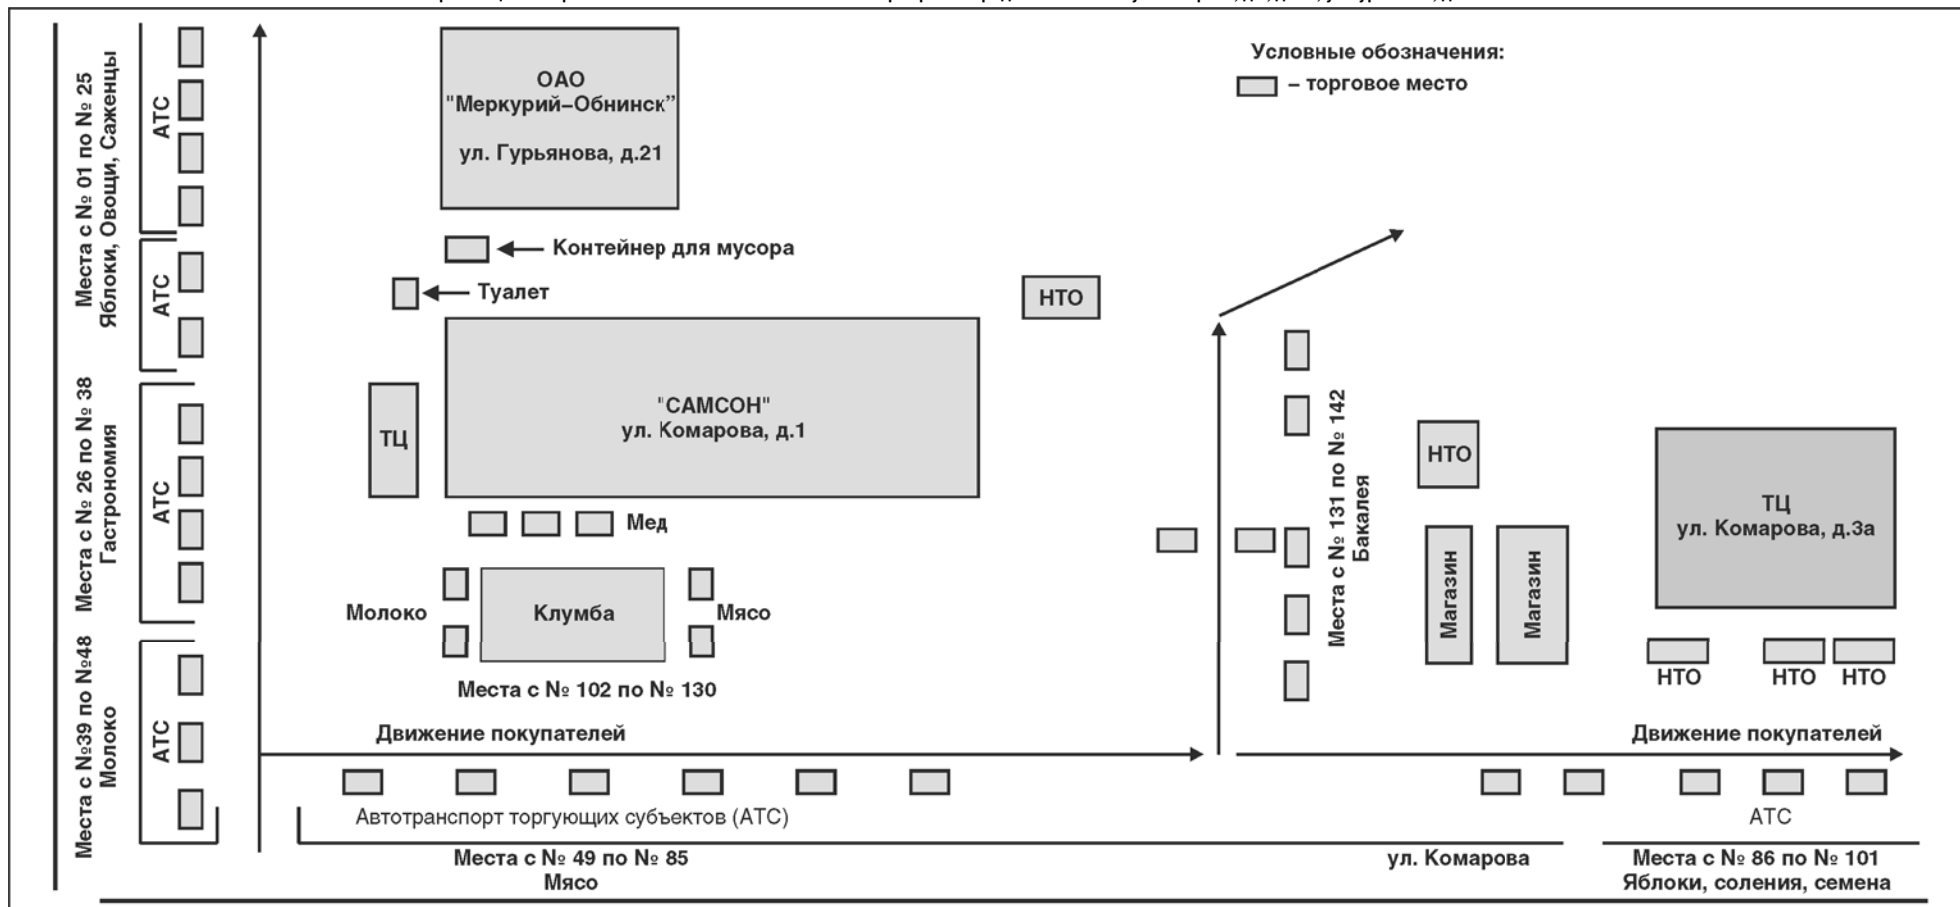 Условные обозначения:
– торговое место
ОАО
"Меркурий–Обнинск”
ул. Гурьянова, д.21
Контейнер для мусора
Туалет
НТО
"САМСОН"
ул. Комарова, д.1
ТЦ
Мед
Молоко
Клумба
Мясо
Места с № 102 по № 130
Движение покупателей
Автотранспорт торгующих субъектов (АТС)
Места с № 49 по № 85
Мясо
ул. Комарова
Места с № 01 по № 25
Яблоки, Овощи, Саженцы
АТС
АТС
Места с № 26 по № 38
Гастрономия
АТС
Места с №39 по №48
Молоко
АТС
Места с № 131 по № 142
Бакалея
НТО
Магазин
Магазин
ТЦ
ул. Комарова, д.3а
НТО
НТО
НТО
Движение покупателей
АТС
Места с № 86 по № 101
Яблоки, соления, семена